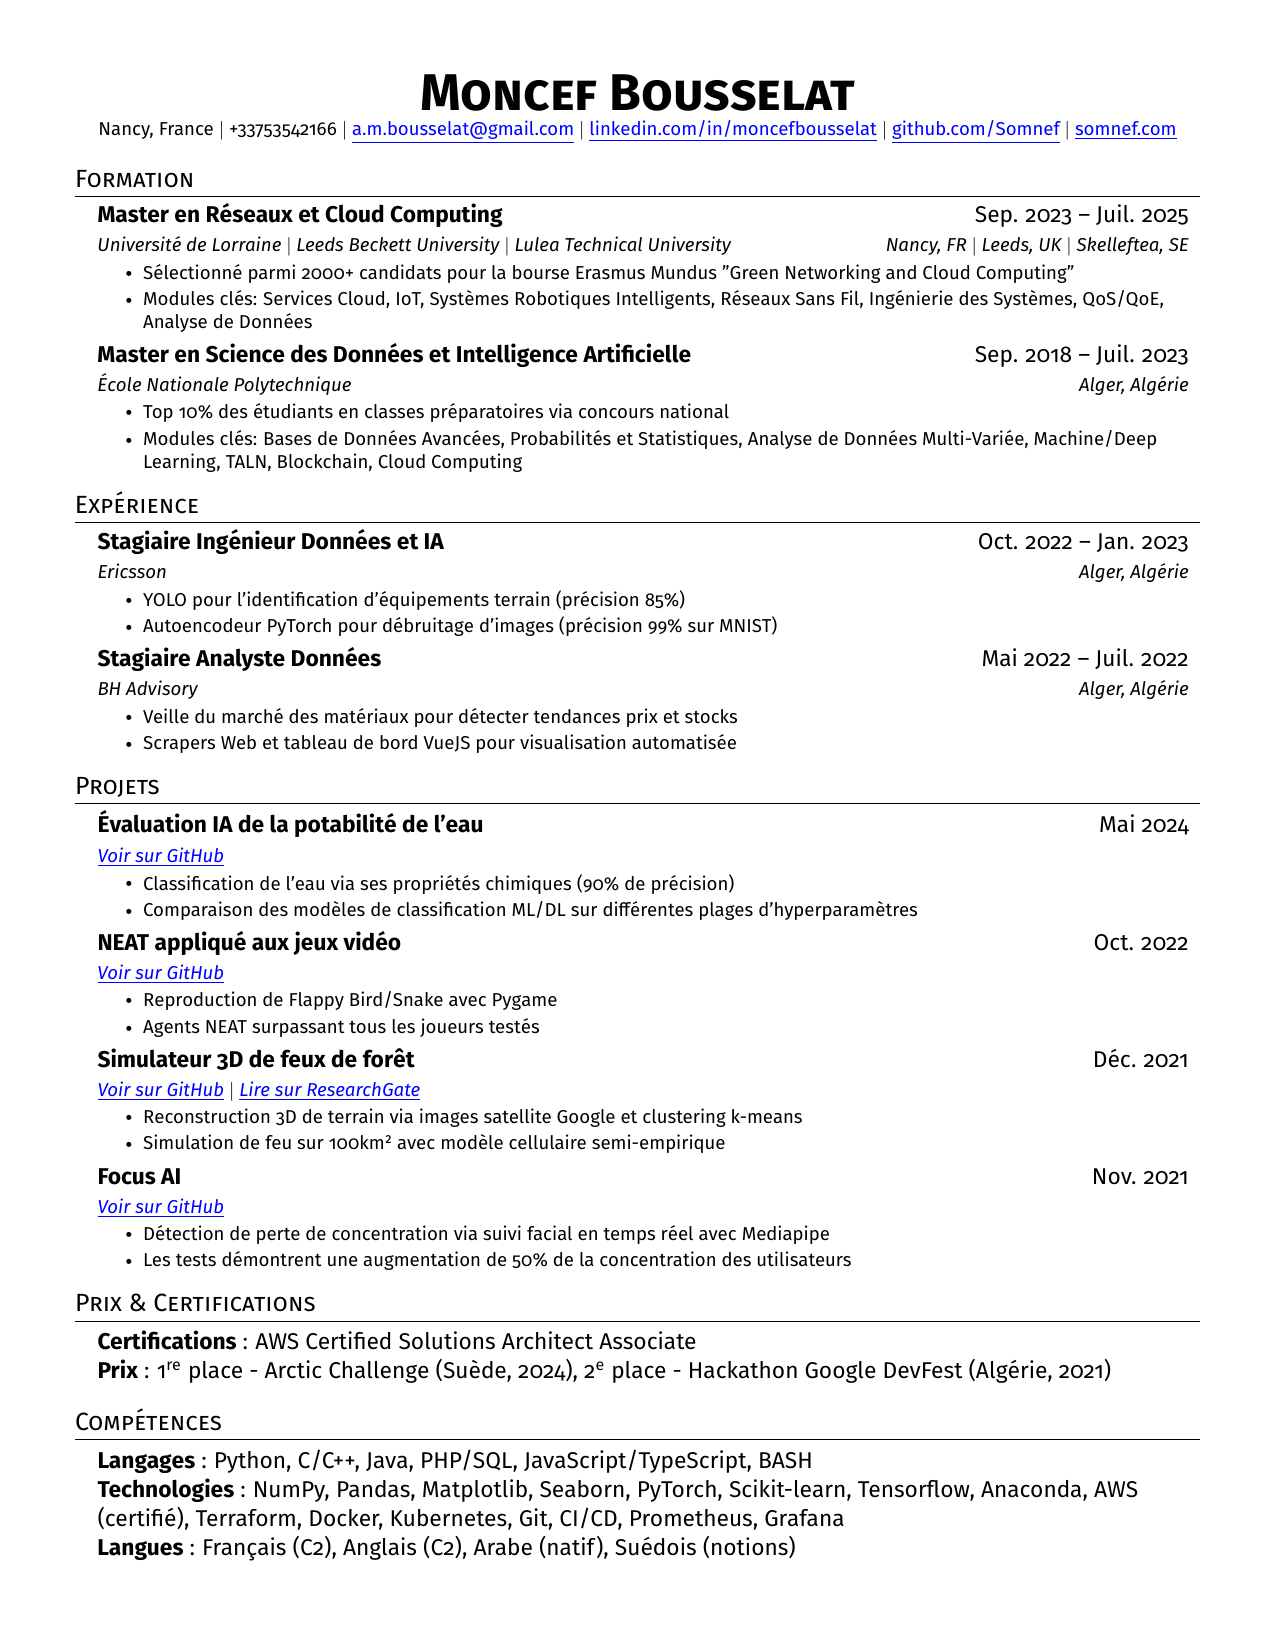 Moncef Bousselat
Nancy, France | +33753542166 | a.m.bousselat@gmail.com | linkedin.com/in/moncefbousselat | github.com/Somnef | somnef.com
Formation
Master en Réseaux et Cloud Computing Sep. 2023 – Juil. 2025
Université de Lorraine | Leeds Beckett University | Lulea Technical University Nancy, FR | Leeds, UK | Skelleftea, SE
• Sélectionné parmi 2000+ candidats pour la bourse Erasmus Mundus ”Green Networking and Cloud Computing”
• Modules clés: Services Cloud, IoT, Systèmes Robotiques Intelligents, Réseaux Sans Fil, Ingénierie des Systèmes, QoS/QoE,
Analyse de Données
Master en Science des Données et Intelligence Artificielle Sep. 2018 – Juil. 2023
École Nationale Polytechnique Alger, Algérie
• Top 10% des étudiants en classes préparatoires via concours national
• Modules clés: Bases de Données Avancées, Probabilités et Statistiques, Analyse de Données Multi-Variée, Machine/Deep
Learning, TALN, Blockchain, Cloud Computing
Expérience
Stagiaire Ingénieur Données et IA Oct. 2022 – Jan. 2023
Ericsson Alger, Algérie
• YOLO pour l’identification d’équipements terrain (précision 85%)
• Autoencodeur PyTorch pour débruitage d’images (précision 99% sur MNIST)
Stagiaire Analyste Données Mai 2022 – Juil. 2022
BH Advisory Alger, Algérie
• Veille du marché des matériaux pour détecter tendances prix et stocks
• Scrapers Web et tableau de bord VueJS pour visualisation automatisée
Projets
Évaluation IA de la potabilité de l’eau Mai 2024
Voir sur GitHub
• Classification de l’eau via ses propriétés chimiques (90% de précision)
• Comparaison des modèles de classification ML/DL sur différentes plages d’hyperparamètres
NEAT appliqué aux jeux vidéo Oct. 2022
Voir sur GitHub
• Reproduction de Flappy Bird/Snake avec Pygame
• Agents NEAT surpassant tous les joueurs testés
Simulateur 3D de feux de forêt Déc. 2021
Voir sur GitHub | Lire sur ResearchGate
• Reconstruction 3D de terrain via images satellite Google et clustering k-means
• Simulation de feu sur 100km² avec modèle cellulaire semi-empirique
Focus AI Nov. 2021
Voir sur GitHub
• Détection de perte de concentration via suivi facial en temps réel avec Mediapipe
• Les tests démontrent une augmentation de 50% de la concentration des utilisateurs
Prix & Certifications
Certifications : AWS Certified Solutions Architect Associate
Prix : 1re place - Arctic Challenge (Suède, 2024), 2e place - Hackathon Google DevFest (Algérie, 2021)
Compétences
Langages : Python, C/C++, Java, PHP/SQL, JavaScript/TypeScript, BASH
Technologies : NumPy, Pandas, Matplotlib, Seaborn, PyTorch, Scikit-learn, Tensorflow, Anaconda, AWS
(certifié), Terraform, Docker, Kubernetes, Git, CI/CD, Prometheus, Grafana
Langues : Français (C2), Anglais (C2), Arabe (natif), Suédois (notions)